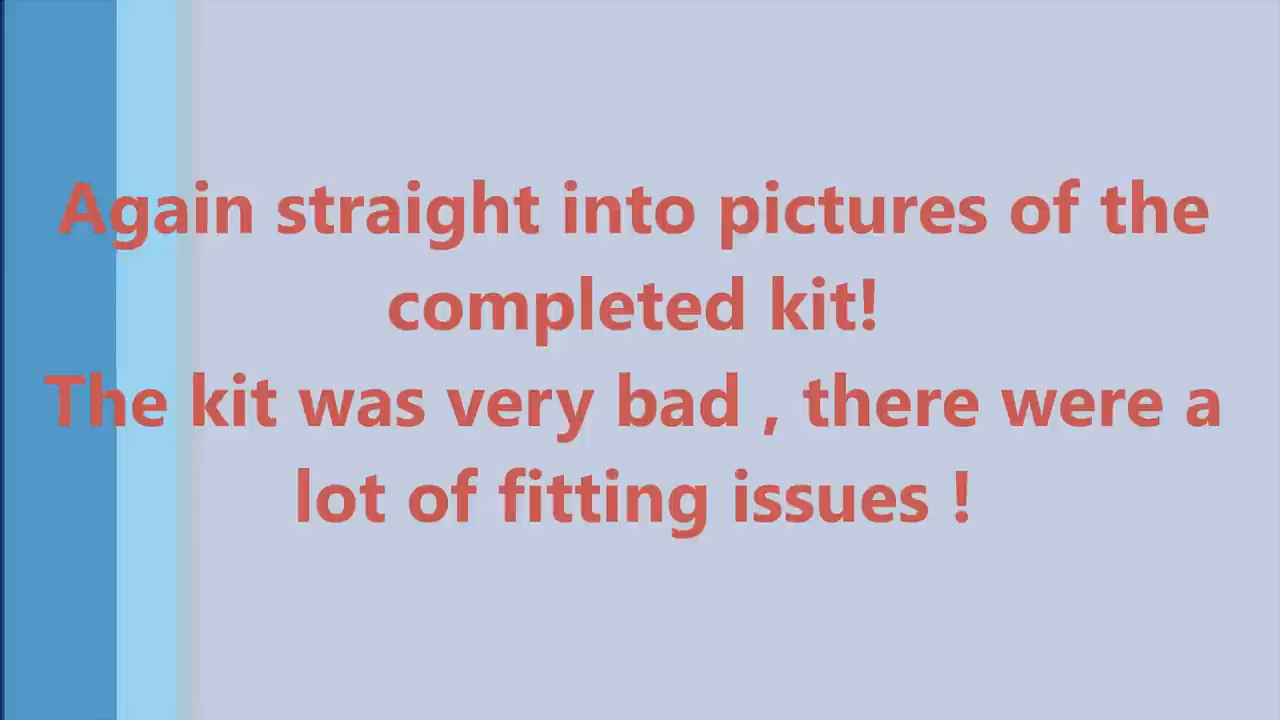 Again straight into pictures of the
completed kit!
The kit was very bad , there were a
lot of fitting issues !